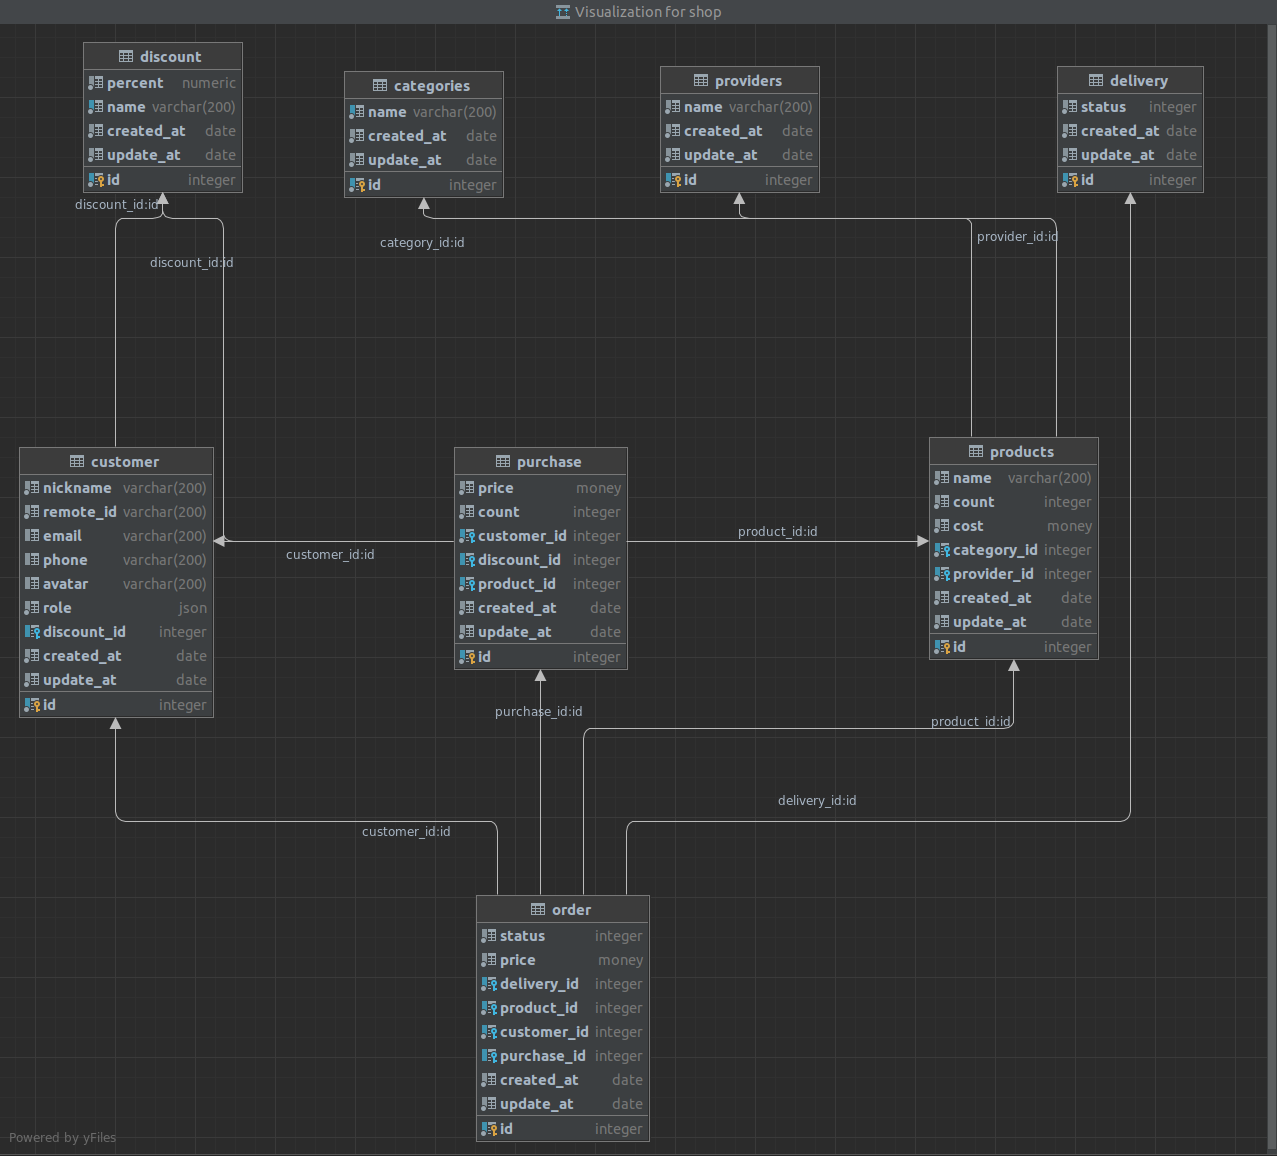 Visualization for shop
discount
percent numeric
name varchar(200)
created_at date
update_at date
id integer
categories
name varchar(200)
created_at date
update_at date
id integer
providers
name varchar(200)
created_at date
update_at date
id integer
delivery
status integer
created_at date
update_at date
id integer
discount_id:id
discount_id:id
category_id:id
provider_id:id
customer
nickname varchar(200)
remote_id varchar(200)
email varchar(200)
phone varchar(200)
avatar varchar(200)
role json
discount_id integer
created_at date
update_at date
id integer
customer_id:id
purchase
price money
count integer
customer_id integer
discount_id integer
product_id integer
created_at date
update_at date
id integer
product_id:id
products
name varchar(200)
count integer
cost money
category_id integer
provider_id integer
created_at date
update_at date
id integer
purchase_id:id
product_id:id
delivery_id:id
customer_id:id
order
status integer
price money
delivery_id integer
product_id integer
customer_id integer
purchase_id integer
created_at date
update_at date
id integer
Powered by yFiles